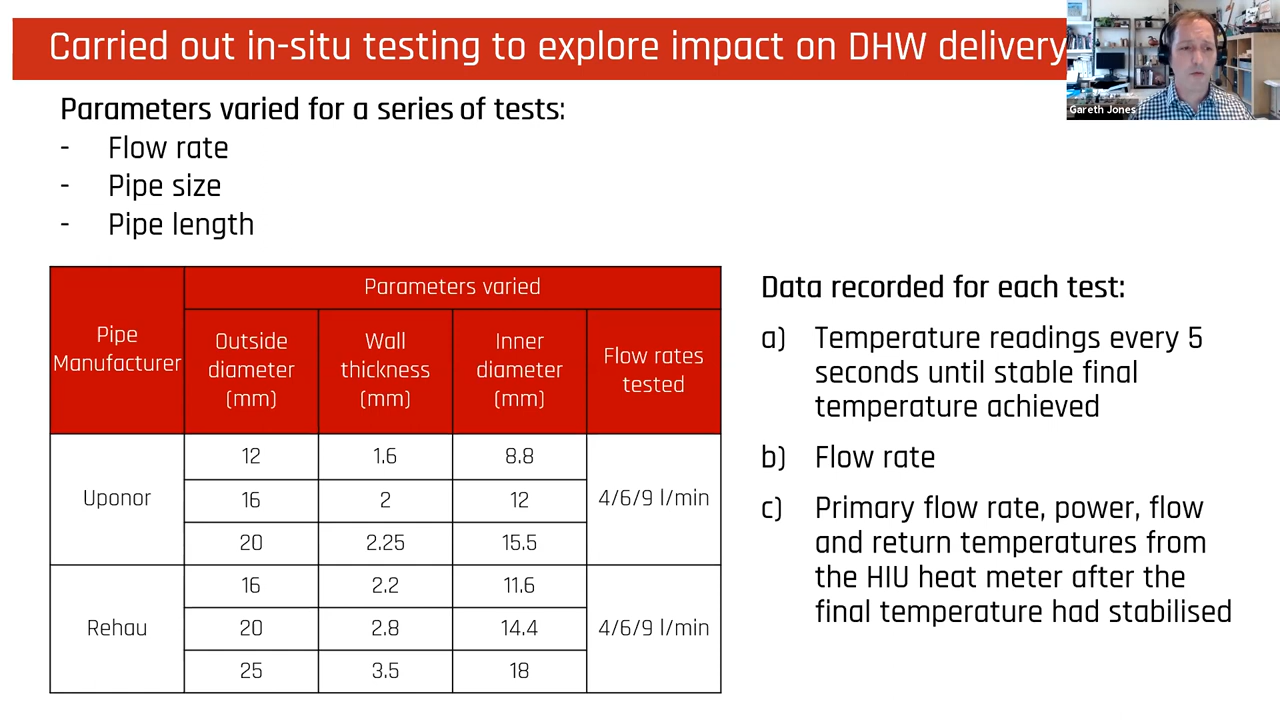 Carried out in-situ testing to explore impact on DHW delivery
Gareth Jones
Parameters varied for a series of tests:
- Flow rate
- Pipe size
- Pipe length
Pipe
Manufacturer
Parameters varied
Outside
diameter
(mm)
Wall
thickness
(mm)
Inner
diameter
(mm)
Flow rates
tested
Uponor
12 1.6 8.8
16 2 12
20 2.25 15.5
4/6/9 l/min
Rehau
16 2.2 11.6
20 2.8 14.4
25 3.5 18
4/6/9 l/min
Data recorded for each test:
a) Temperature readings every 5
seconds until stable final
temperature achieved
b) Flow rate
c) Primary flow rate, power, flow
and return temperatures from
the HIU heat meter after the
final temperature had stabilised